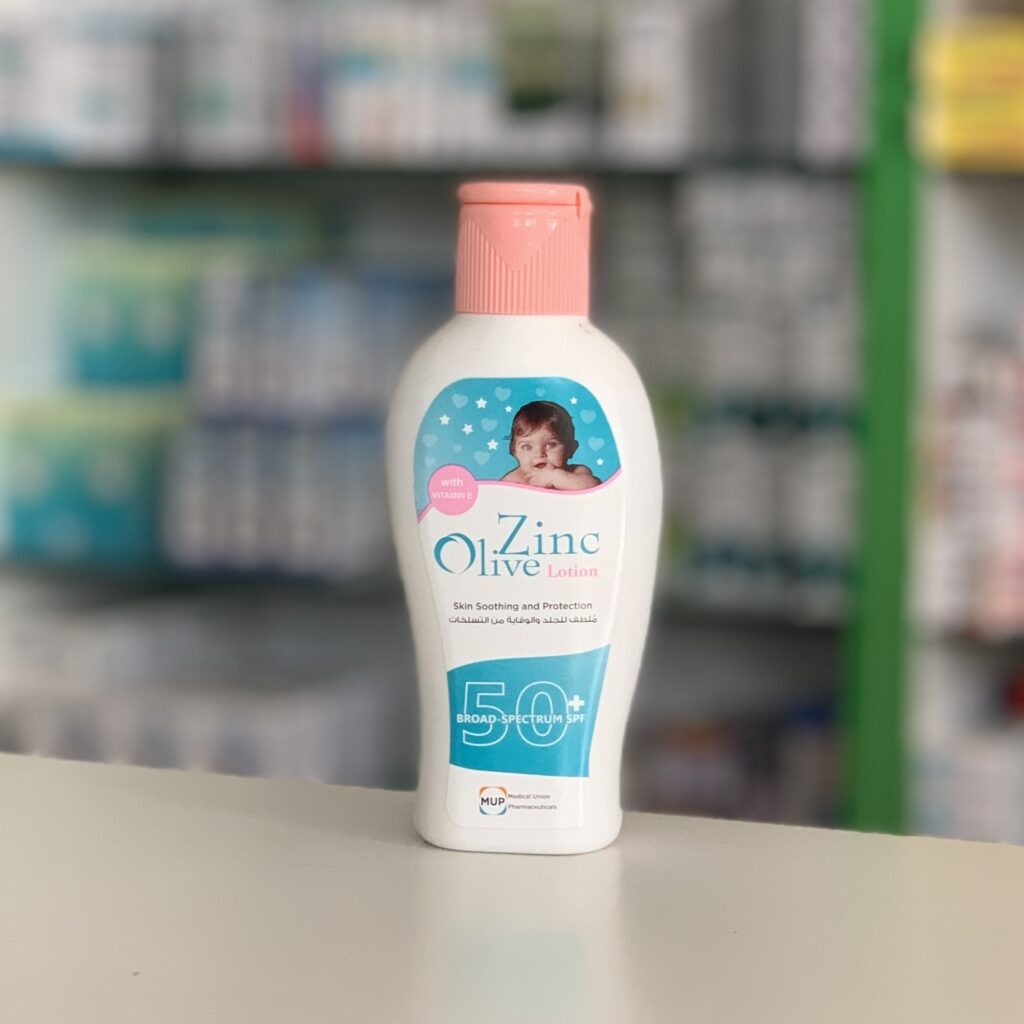 with
VITAMIN E
Zinc
Olive Lotion
Skin Soothing and Protection
مُلطف للجلد والوقاية من التسلخات
50+
BROAD-SPECTRUM SPF
MUP Medical Union
Pharmaceuticals